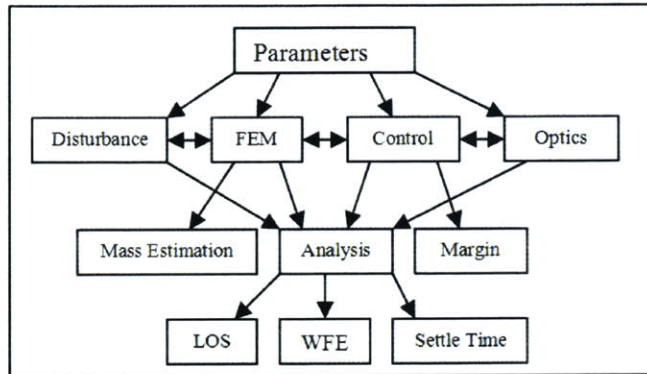 Parameters
Disturbance
FEM
Control
Optics
Mass Estimation
Analysis
Margin
LOS
WFE
Settle Time